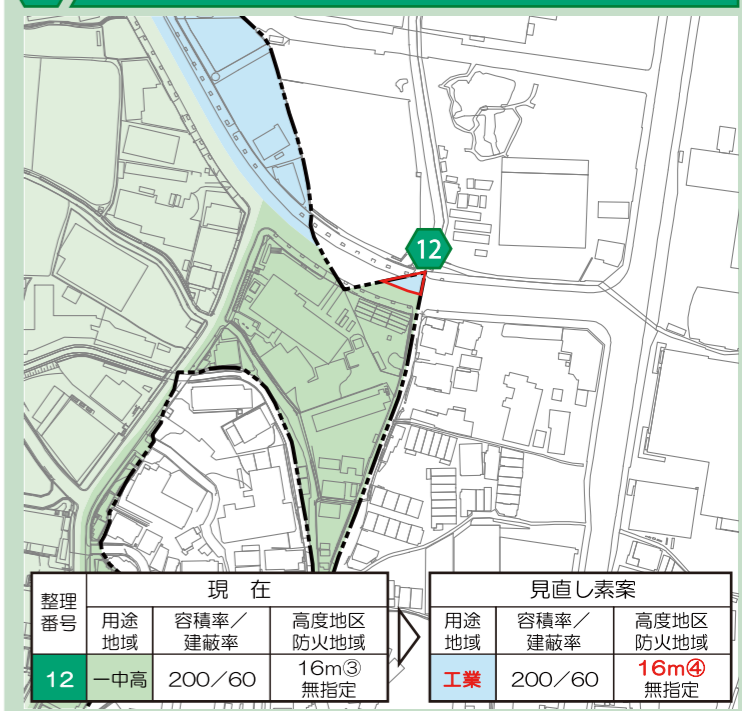 12
現 在
整理
番号
用途
地域
容積率／
建蔽率
高度地区
防火地域
12
一中高
200／60
16m③
無指定
見直し素案
用途
地域
容積率／
建蔽率
高度地区
防火地域
工業
200／60
16m④
無指定